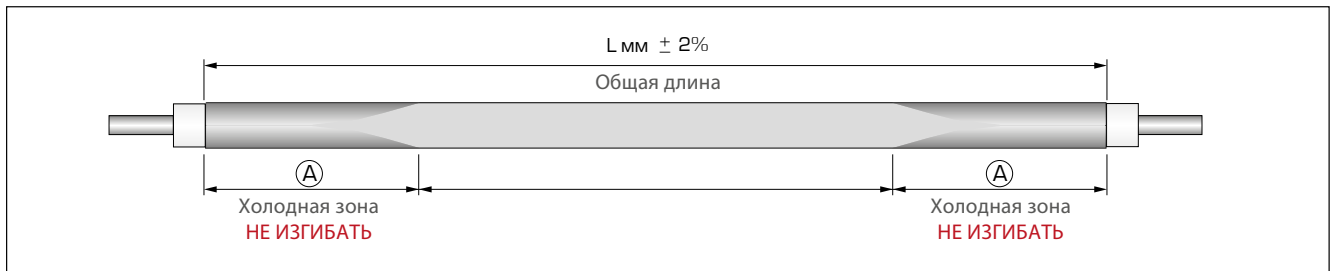 L мм ± 2%
Общая длина
A
A
Холодная зона
НЕ ИЗГИБАТЬ
Холодная зона
НЕ ИЗГИБАТЬ